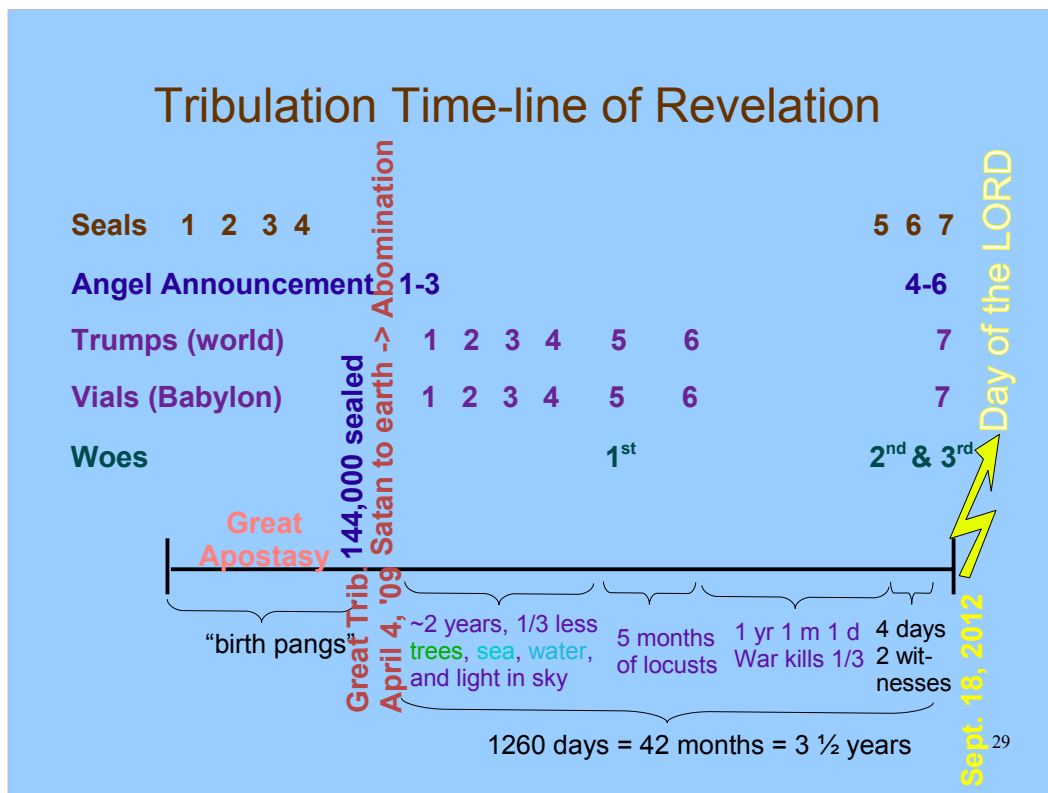 Tribulation Time-line of Revelation
Seals 1 2 3 4 5 6 7
Angel Announcement 1-3 4-6
Trumps (world) 1 2 3 4 5 6 7
Vials (Babylon) 1 2 3 4 5 6 7
Woes 1st 2nd & 3rd
Great
Apostasy
Great Trib. 144,000 sealed
April 4, '09 Satan to earth -> Abomination
Day of the LORD
Sept. 18, 2012
“birth pangs”
~2 years, 1/3 less
trees, sea, water,
and light in sky
5 months
of locusts
1 yr 1 m 1 d
War kills 1/3
4 days
2 wit-
nesses
1260 days = 42 months = 3 ½ years
29